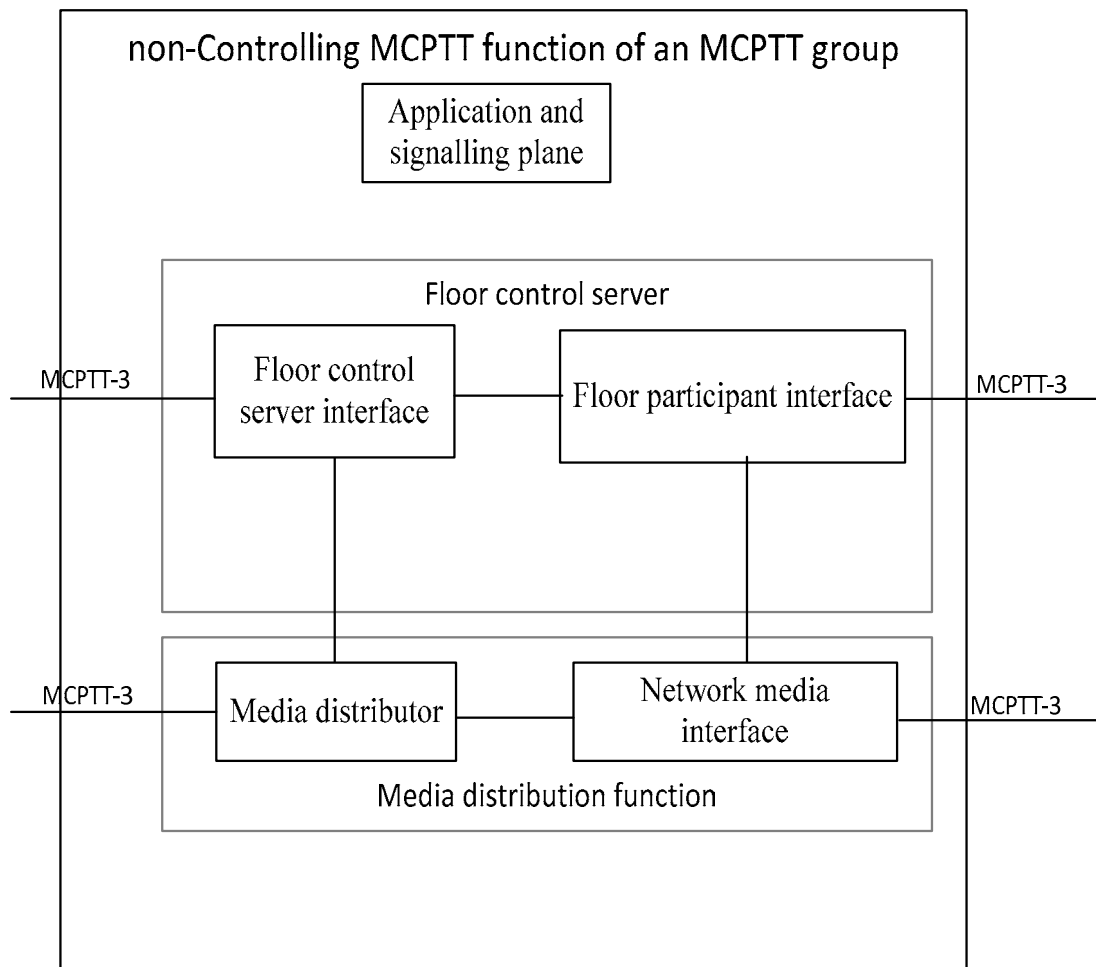 non-Controlling MCPTT function of an MCPTT group
Application and
signalling plane
Floor control server
MCPTT-3
Floor control
server interface
Floor participant interface
MCPTT-3
MCPTT-3
Media distributor
Network media
interface
MCPTT-3
Media distribution function